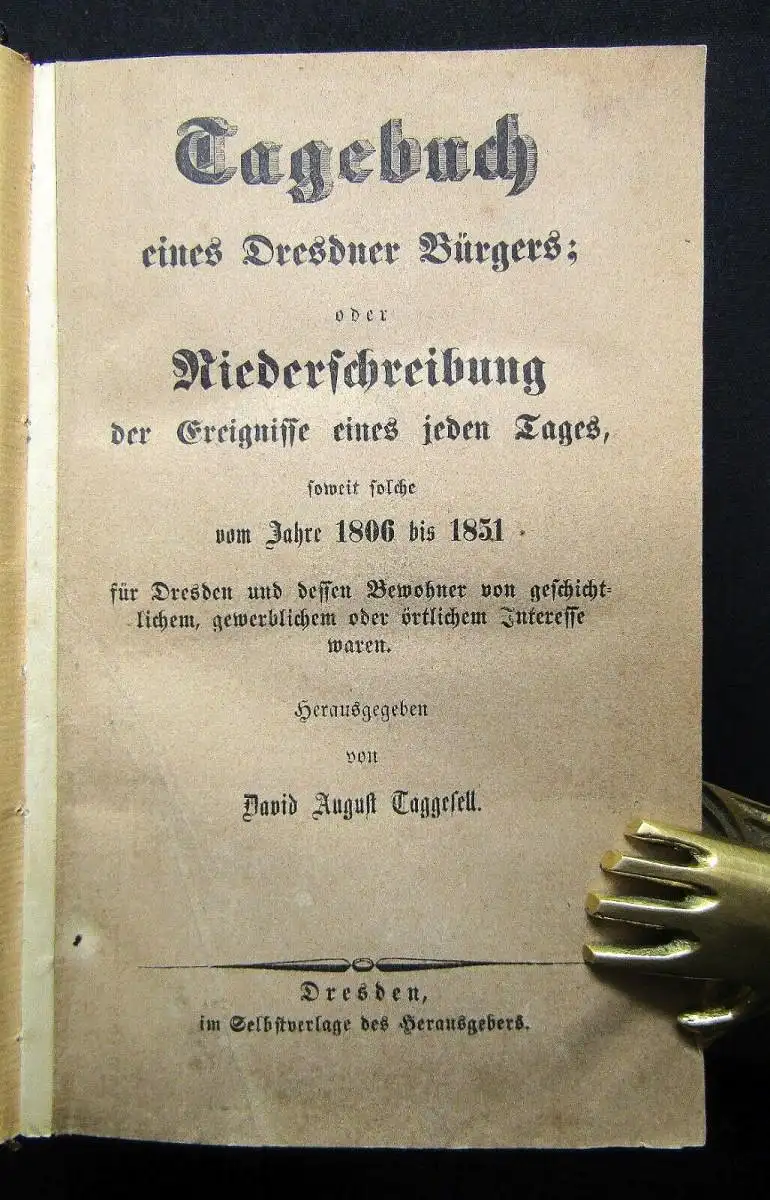 Tagebuch
eines Dresdner Bürgers;
oder
Niederschreibung
der Ereignisse eines jeden Tages,
soweit solche
vom Jahre 1806 bis 1851
für Dresden und dessen Bewohner von geschicht⸗
lichem, gewerblichem oder örtlichem Interesse
waren.
Herausgegeben
von
David August Taggesell.
Dresden,
im Selbstverlage des Herausgebers.